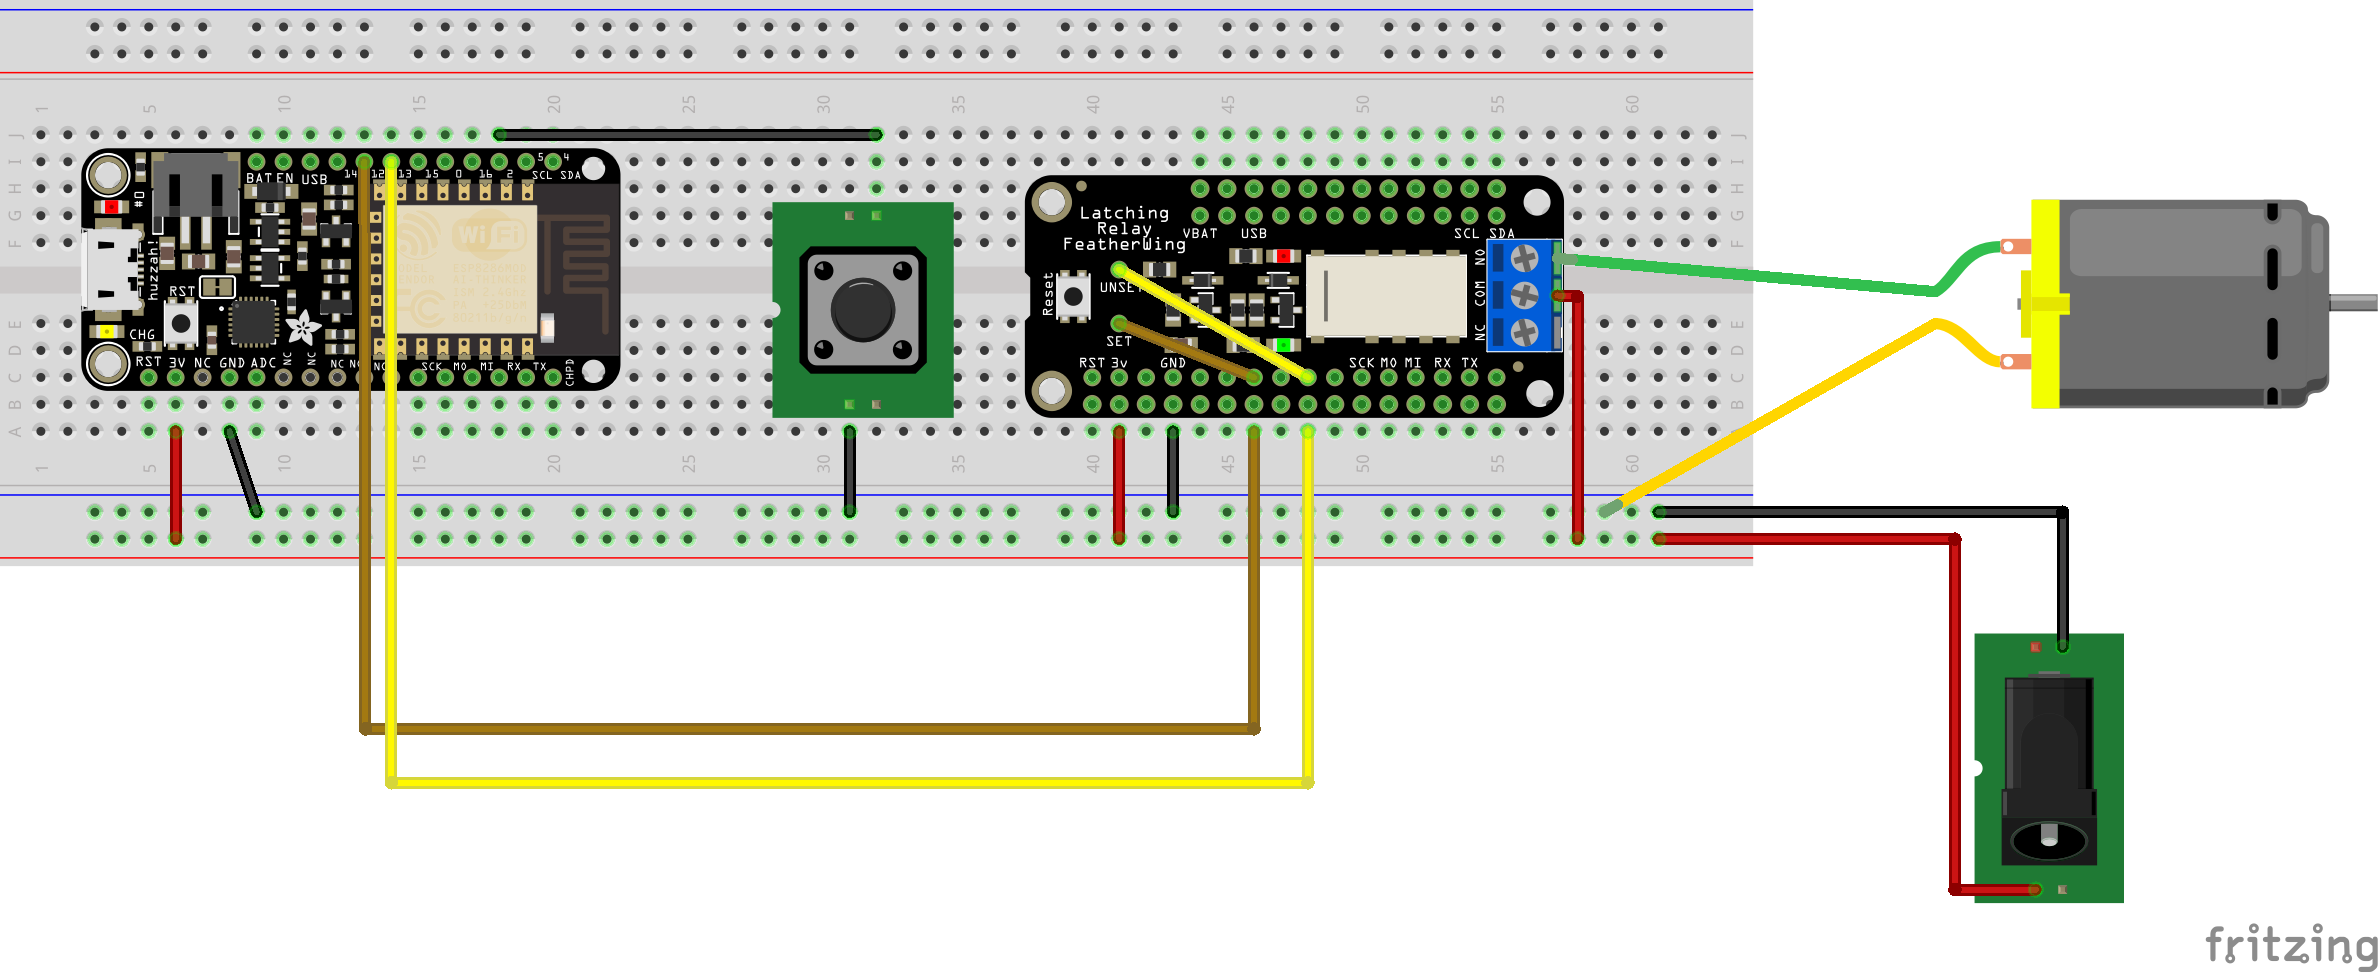 1 5 10 15 20 25 30 35 40 45 50 55 60
J J
I I
H H
G G
F F
E E
D D
C C
B B
A
1 5 10 15 20 25 30 35 40 45 50 55 60
BAT EN USB 14 12 13 15 0 16 2 5 4
SCL SDA
#0
huzzah!
WiFi
RST
CHG
RST 3V NC GND ADC NC NC NC NC NC SCK MO MI RX TX CHPD
Latching
Relay
FeatherWing
VBAT USB SCL SDA
Reset
UNSET
SET
RST 3v GND SCK MO MI RX TX
NO
COM
NC
fritzing